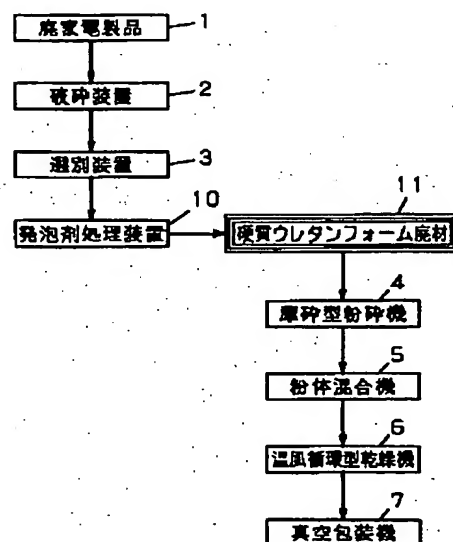 廃家電製品
1
破砕装置
2
選別装置
3
発泡剤処理装置
10
硬質ウレタンフォーム廃材
11
摩砕型粉砕機
4
粉体混合機
5
温風循環型乾燥機
6
真空包装機
7